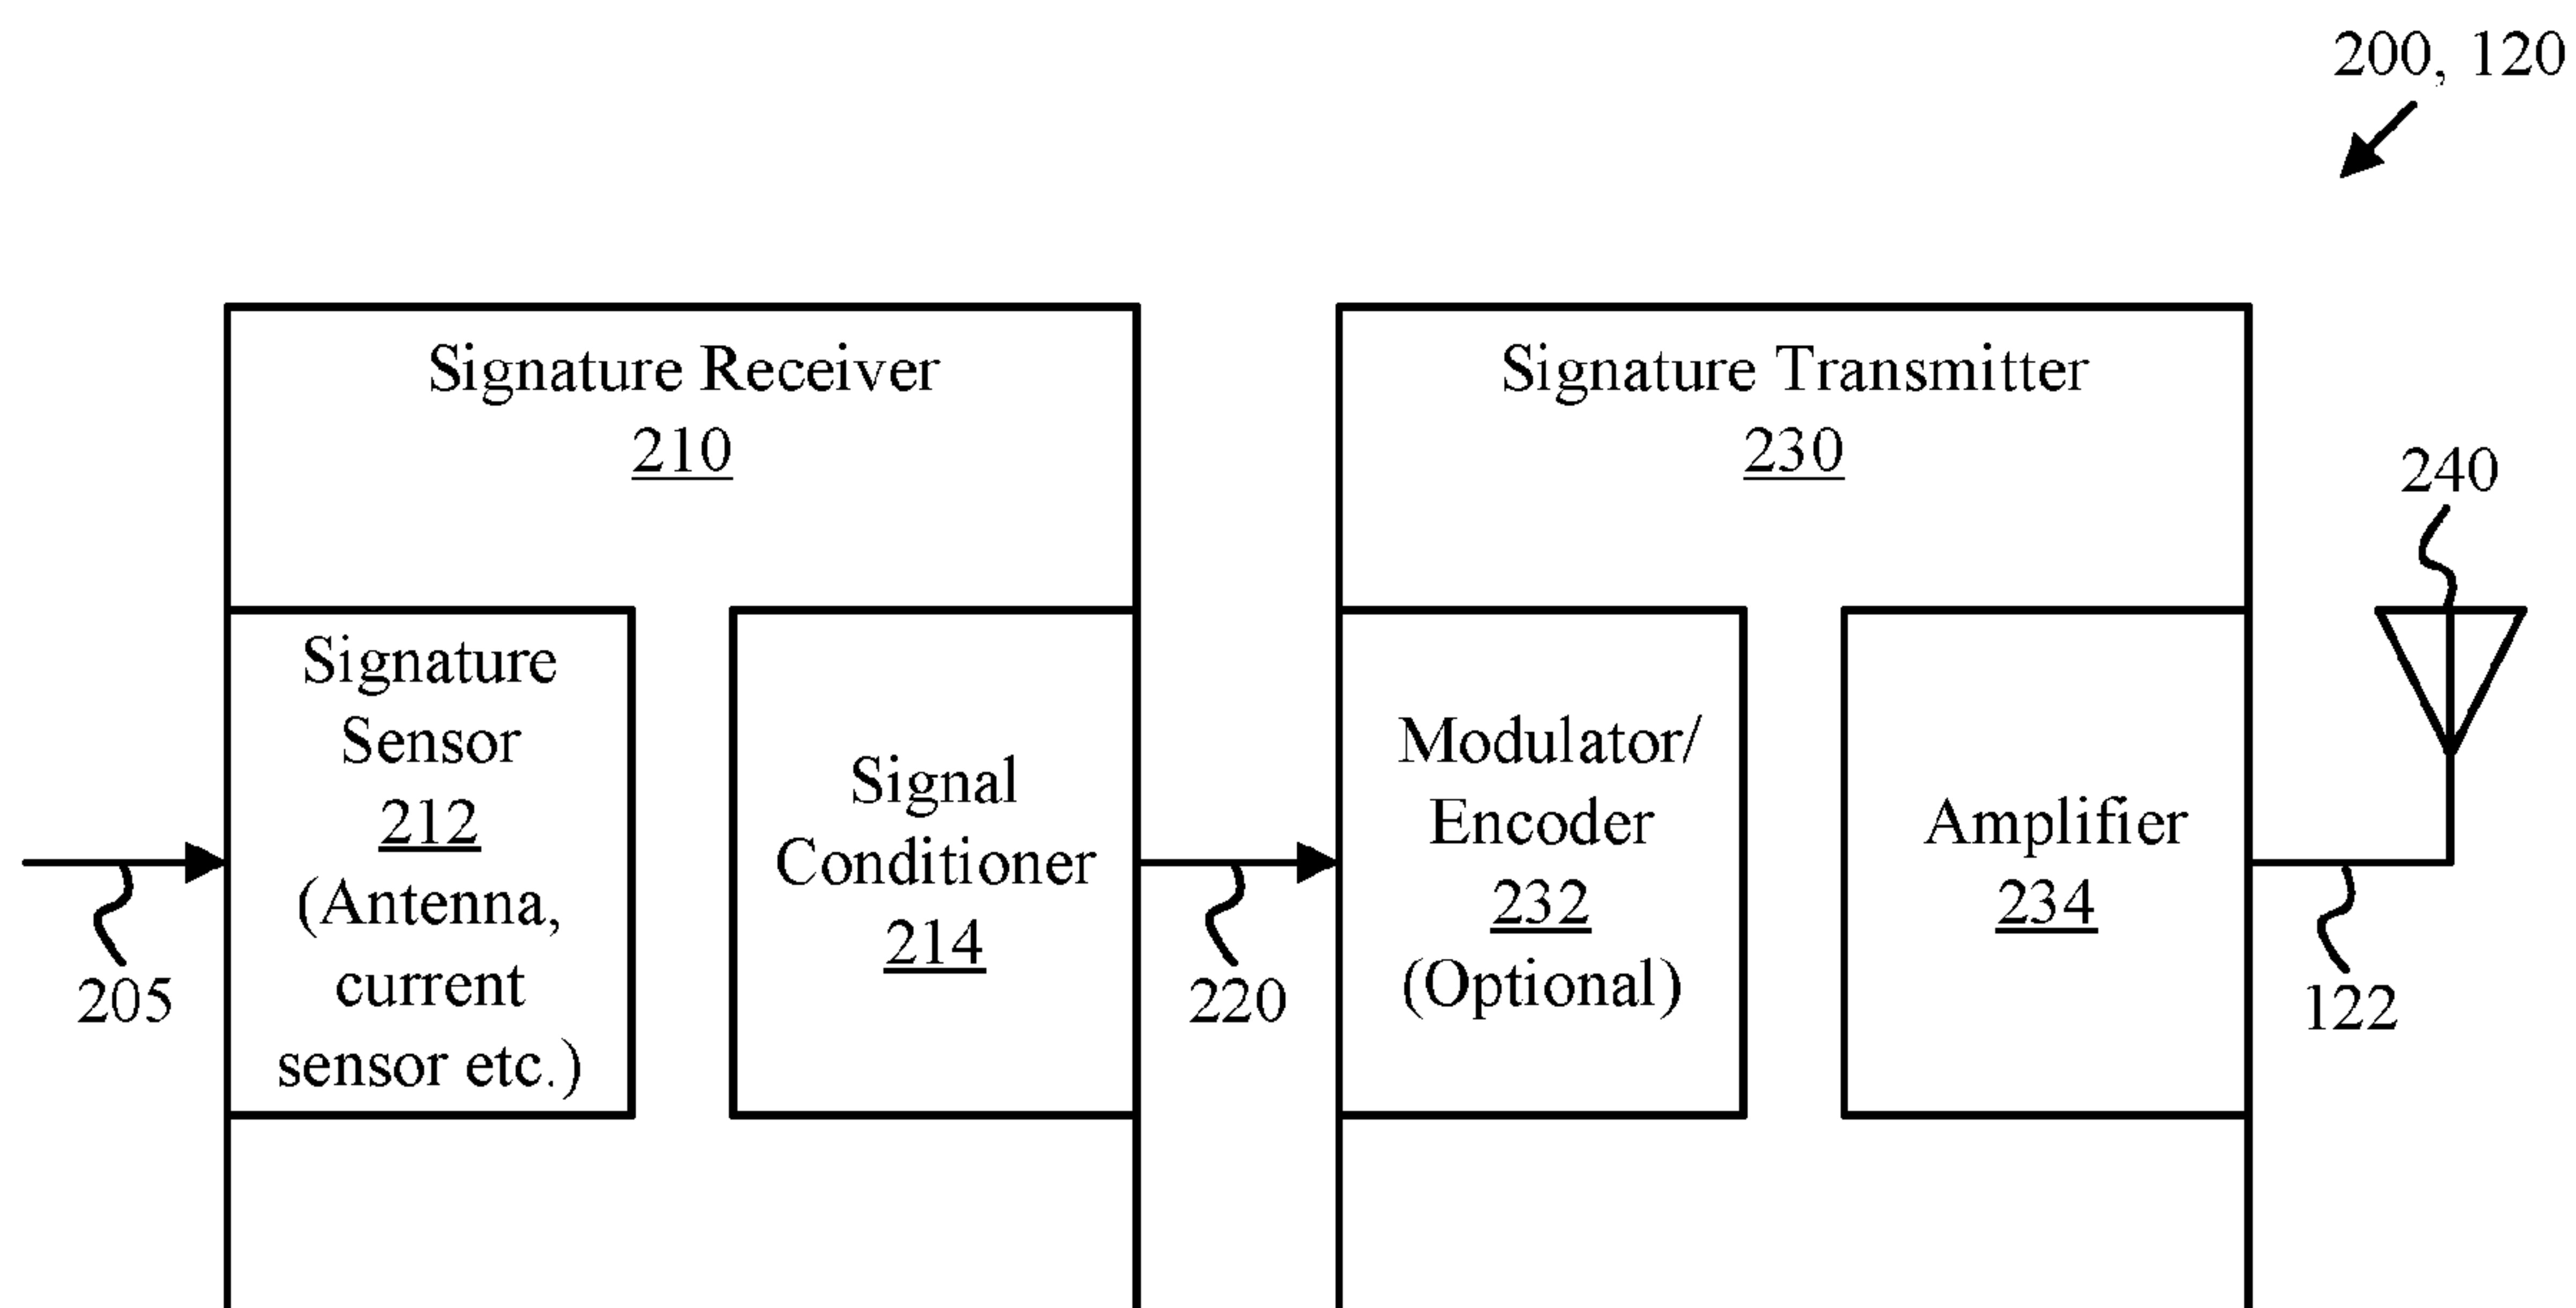 200, 120
Signature Receiver
210
Signature Transmitter
230
240
Signature
Sensor
212
(Antenna,
current
sensor etc.)
Signal
Conditioner
214
Modulator/
Encoder
232
(Optional)
Amplifier
234
205
220
122